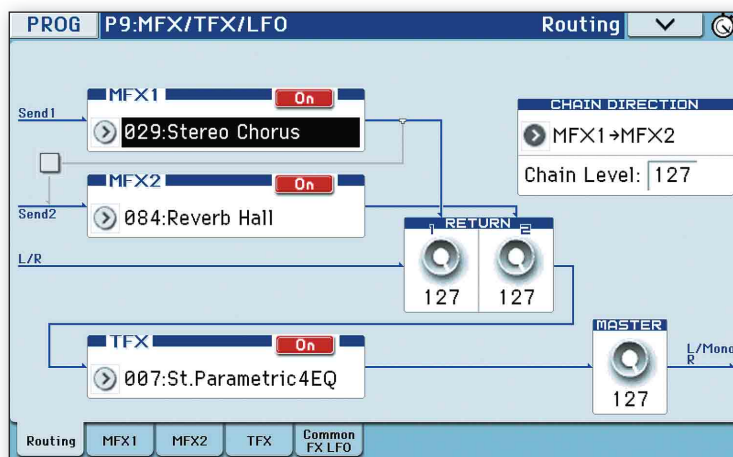 PROG P9:MFX/TFX/LFO Routing
MFX1 On
Send1
029:Stereo Chorus
CHAIN DIRECTION
MFX1→MFX2
Chain Level: 127
MFX2 On
Send2
084:Reverb Hall
RETURN
1 2
127 127
L/R
TFX On
007:St.Parametric4EQ
MASTER
127
L/Mono
R
Routing MFX1 MFX2 TFX Common FX LFO